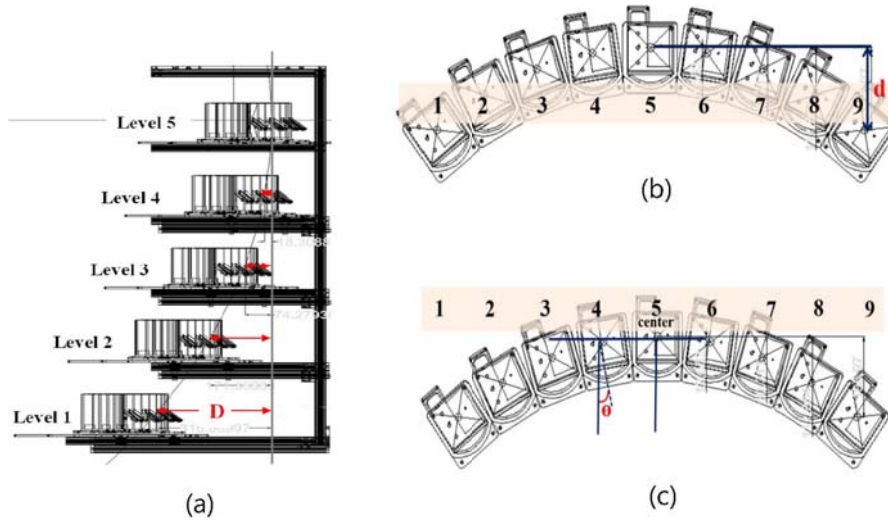 Level 5
Level 4
Level 3
Level 2
Level 1
D
(a)
1 2 3 4 5 6 7 8 9
d
(b)
1 2 3 4 5 6 7 8 9
center
θ
(c)